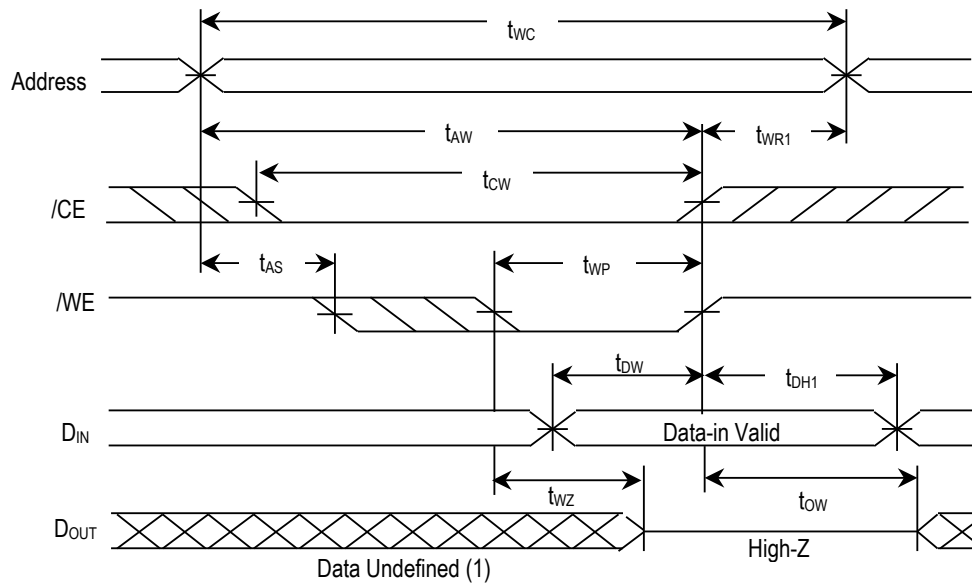 tWC
Address
tAW
tWR1
tCW
/CE
tAS
tWP
/WE
tDW
tDH1
DIN
Data-in Valid
tWZ
tOW
DOUT
High-Z
Data Undefined (1)